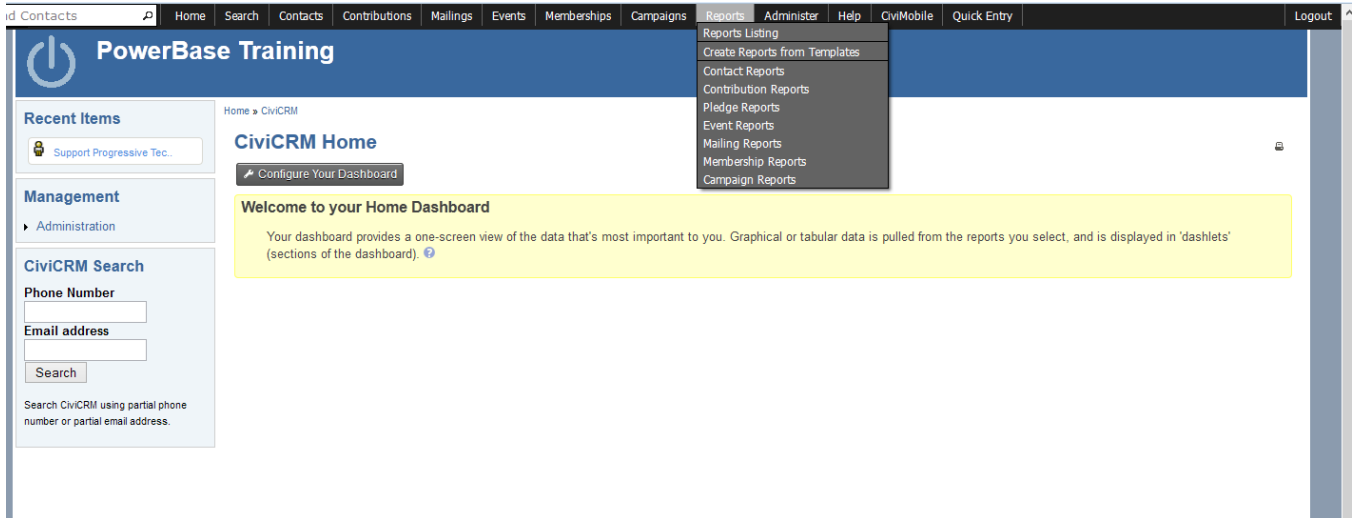 nd Contacts Home Search Contacts Contributions Mailings Events Memberships Campaigns Reports Administer Help CiviMobile Quick Entry Logout
Reports Listing
Create Reports from Templates
Contact Reports
Contribution Reports
Pledge Reports
Event Reports
Mailing Reports
Membership Reports
Campaign Reports
PowerBase Training
Recent Items
Support Progressive Tec..
Management
Administration
CiviCRM Search
Phone Number
Email address
Search
Search CiviCRM using partial phone
number or partial email address.
Home » CiviCRM
CiviCRM Home
Configure Your Dashboard
Welcome to your Home Dashboard
Your dashboard provides a one-screen view of the data that's most important to you. Graphical or tabular data is pulled from the reports you select, and is displayed in 'dashlets'
(sections of the dashboard). ?